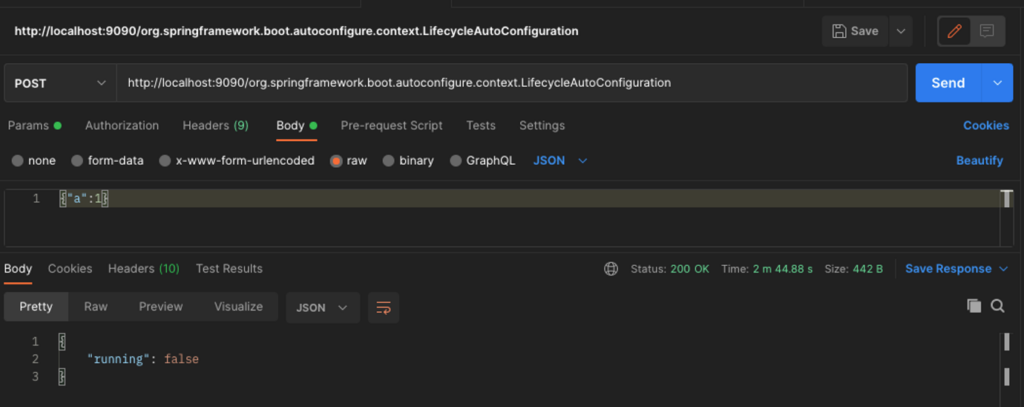 http://localhost:9090/org.springframework.boot.autoconfigure.context.LifecycleAutoConfiguration Save
POST http://localhost:9090/org.springframework.boot.autoconfigure.context.LifecycleAutoConfiguration Send
Params Authorization Headers (9) Body Pre-request Script Tests Settings Cookies
none form-data x-www-form-urlencoded raw binary GraphQL JSON Beautify
1 {"a":1}
Body Cookies Headers (10) Test Results Status: 200 OK Time: 2 m 44.88 s Size: 442 B Save Response
Pretty Raw Preview Visualize JSON
1 {
2 "running": false
3 }